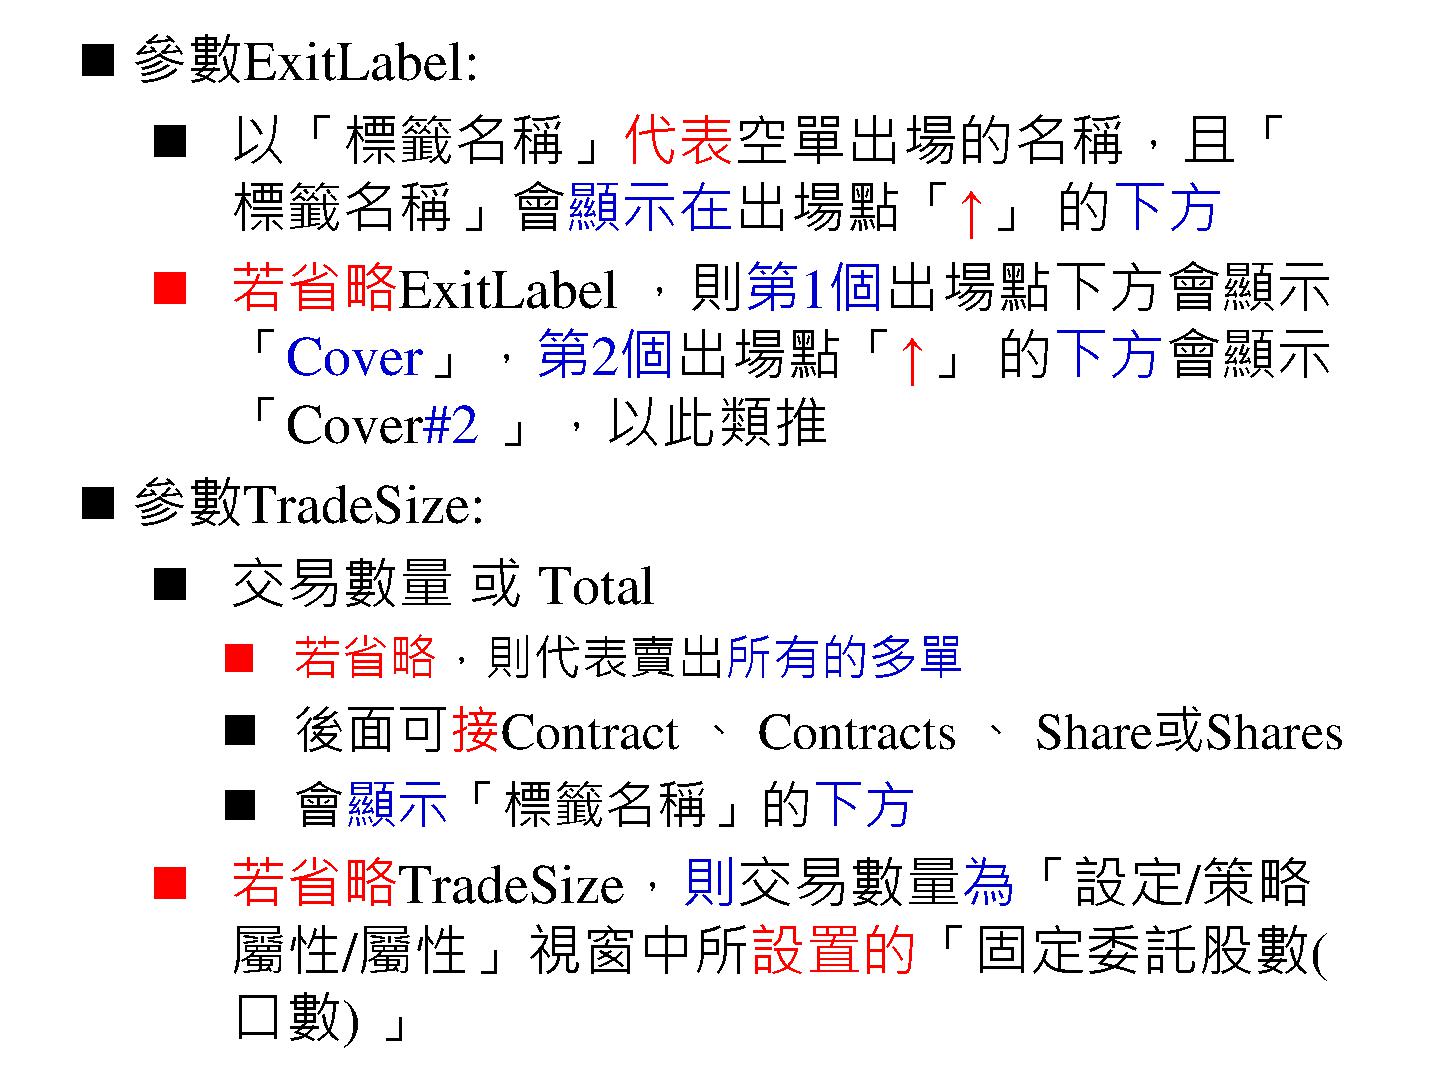 ■ 參數ExitLabel:
■ 以「標籤名稱」代表空單出場的名稱，且「
標籤名稱」會顯示在出場點「↑」 的下方
■ 若省略ExitLabel ，則第1個出場點下方會顯示
「Cover」，第2個出場點「↑」 的下方會顯示
「Cover#2 」，以此類推
■ 參數TradeSize:
■ 交易數量 或 Total
■ 若省略，則代表賣出所有的多單
■ 後面可接Contract 、 Contracts 、 Share或Shares
■ 會顯示「標籤名稱」的下方
■ 若省略TradeSize，則交易數量為「設定/策略
屬性/屬性」視窗中所設置的「固定委託股數(
口數) 」